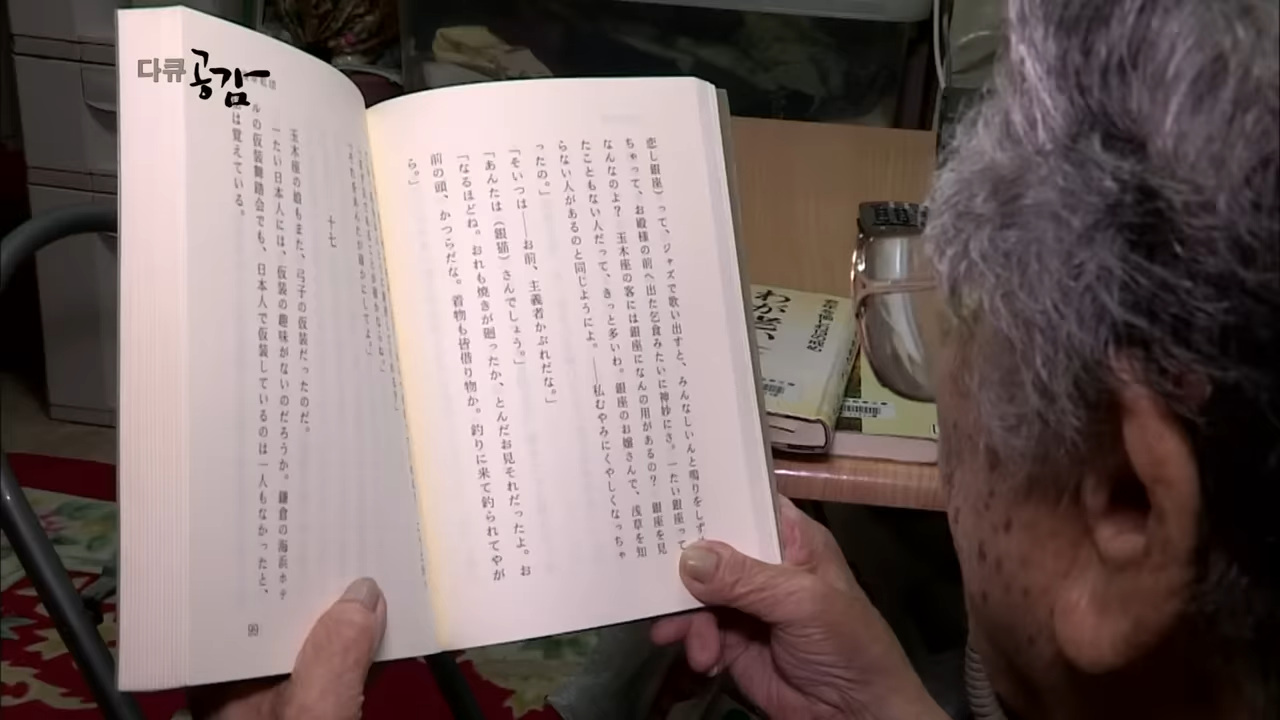 다큐 공감
恋し銀座）って、ジャズで歌い出すと、みんなしいんと鳴りをしず
ちゃって、お殿様の前へ出た乞食みたいに神妙にさ。一たい銀座って
なんなのよ？　玉木座の客には銀座になんの用があるの？　銀座を見
たこともない人だって、きっと多いわ。銀座のお嬢さんで、浅草を知
らない人があるのと同じようによ。――私むやみにくやしくなっちゃ
ったの。」
「そいつは――お前、主義者かぶれだな。」
「あんたは（銀猫）さんでしょう。」
「なるほどね。おれも焼きが廻ったか、とんだお見それだったよ。お
前の頭、かつらだな。着物も皆借り物か。釣りに来て釣られてやが
ら。」
十七
玉木座の娘もまた、弓子の仮装だったのだ。
一たい日本人には、仮装の趣味がないのだろうか。鎌倉の海浜ホテ
ルの仮装舞踏会でも、日本人で仮装しているのは一人もなかったと、
は覚えている。
99
わが